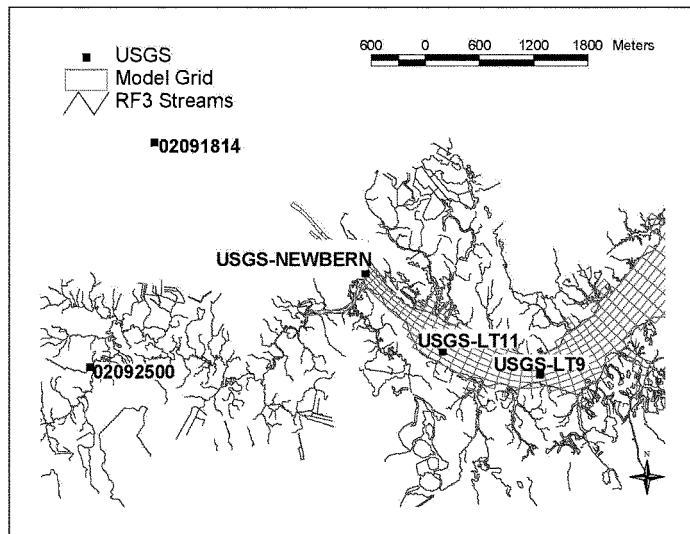 USGS
Model Grid
RF3 Streams
600 0 600 1200 1800 Meters
02091814
USGS-NEWBERN
USGS-LT11
USGS-LT9
02092500
N